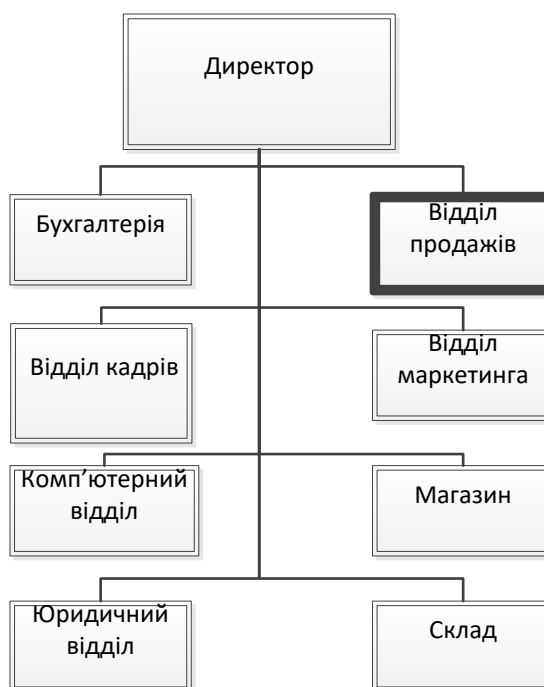 Директор
Бухгалтерія
Відділ
продажів
Відділ кадрів
Відділ
маркетинга
Комп’ютерний
відділ
Магазин
Юридичний
відділ
Склад